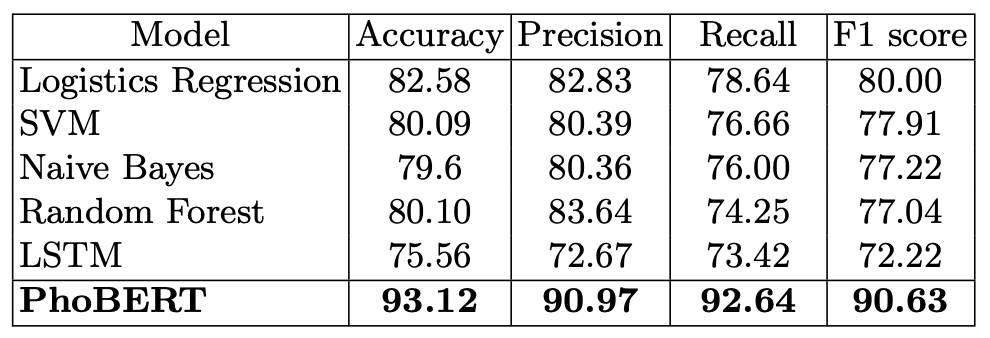 Model Accuracy Precision Recall F1 score
Logistics Regression 82.58 82.83 78.64 80.00
SVM 80.09 80.39 76.66 77.91
Naive Bayes 79.6 80.36 76.00 77.22
Random Forest 80.10 83.64 74.25 77.04
LSTM 75.56 72.67 73.42 72.22
PhoBERT 93.12 90.97 92.64 90.63